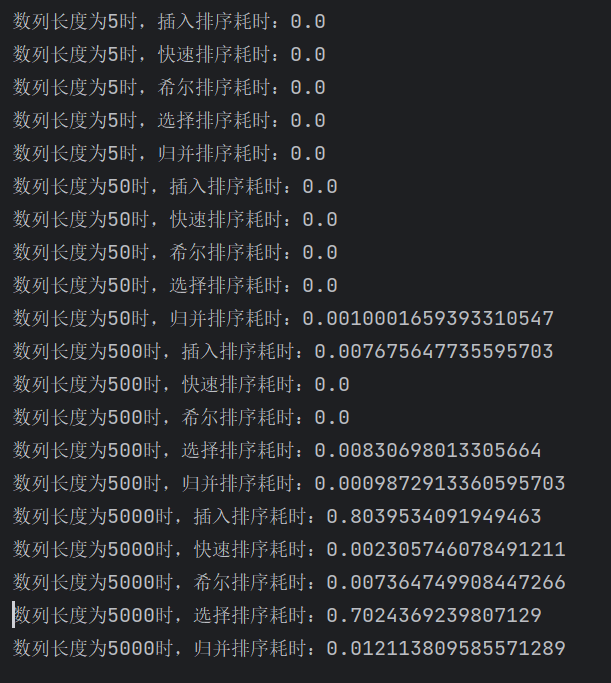 数列长度为5时，插入排序耗时：0.0
数列长度为5时，快速排序耗时：0.0
数列长度为5时，希尔排序耗时：0.0
数列长度为5时，选择排序耗时：0.0
数列长度为5时，归并排序耗时：0.0
数列长度为50时，插入排序耗时：0.0
数列长度为50时，快速排序耗时：0.0
数列长度为50时，希尔排序耗时：0.0
数列长度为50时，选择排序耗时：0.0
数列长度为50时，归并排序耗时：0.0010001659393310547
数列长度为500时，插入排序耗时：0.007675647735595703
数列长度为500时，快速排序耗时：0.0
数列长度为500时，希尔排序耗时：0.0
数列长度为500时，选择排序耗时：0.00830698013305664
数列长度为500时，归并排序耗时：0.0009872913360595703
数列长度为5000时，插入排序耗时：0.8039534091949463
数列长度为5000时，快速排序耗时：0.002305746078491211
数列长度为5000时，希尔排序耗时：0.007364749908447266
数列长度为5000时，选择排序耗时：0.7024369239807129
数列长度为5000时，归并排序耗时：0.012113809585571289